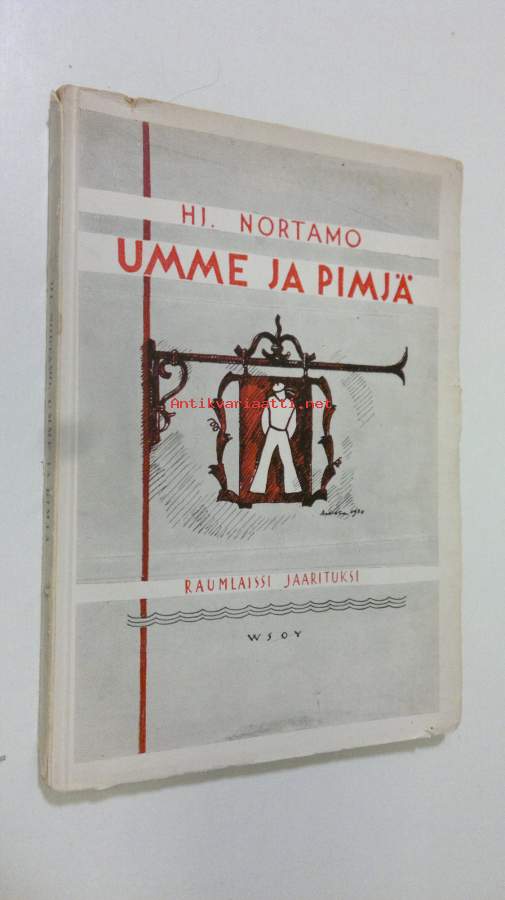 HJ. NORTAMO
UMME JA PIMJÄ
Antikvariaatti.net
RAUMLAISSI JAARITUKSI
WSOY